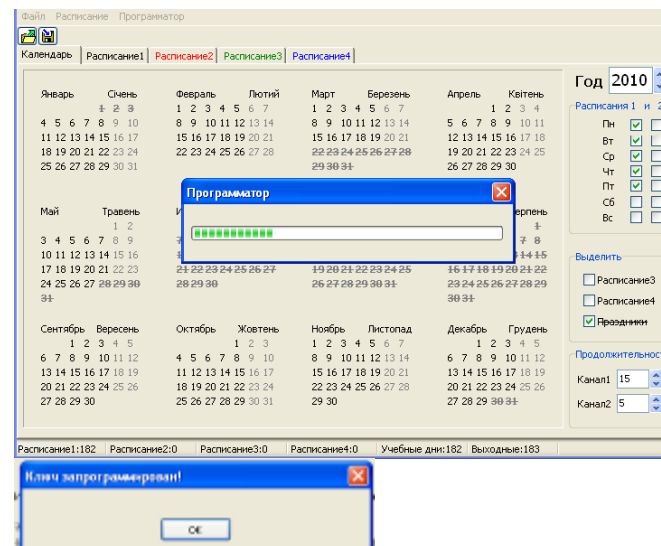 Файл Расписание Программатор
Календарь Расписание1 Расписание2 Расписание3 Расписание4
Год 2010
Январь Січень Февраль Лютий Март Березень Апрель Квітень
1 2 3 1 2 3 4 5 6 7 1 2 3 4 5 6 7 1 2 3 4
4 5 6 7 8 9 10 8 9 10 11 12 13 14 8 9 10 11 12 13 14 5 6 7 8 9 10 11
11 12 13 14 15 16 17 15 16 17 18 19 20 21 15 16 17 18 19 20 21 12 13 14 15 16 17 18
18 19 20 21 22 23 24 22 23 24 25 26 27 28 22 23 24 25 26 27 28 19 20 21 22 23 24 25
25 26 27 28 29 30 31 29 30 31 26 27 28 29 30
Расписания 1 и 2
Пн
Вт
Ср
Чт
Пт
Сб
Вс
Программатор
Май Травень
1 2
3 4 5 6 7 8 9 7 8
10 11 12 13 14 15 16 14 15
17 18 19 20 21 22 23 21 22 23 24 25 26 27 19 20 21 22 23 24 25 16 17 18 19 20 21 22
24 25 26 27 28 29 30 28 29 30 26 27 28 29 30 31 23 24 25 26 27 28 29
31 30 31
Выделить
Расписание3
Расписание4
Праздники
Сентябрь Вересень Октябрь Жовтень Ноябрь Листопад Декабрь Грудень
1 2 3 4 5 1 2 3 1 2 3 4 5 6 7 1 2 3 4 5
6 7 8 9 10 11 12 4 5 6 7 8 9 10 8 9 10 11 12 13 14 6 7 8 9 10 11 12
13 14 15 16 17 18 19 11 12 13 14 15 16 17 15 16 17 18 19 20 21 13 14 15 16 17 18 19
20 21 22 23 24 25 26 18 19 20 21 22 23 24 22 23 24 25 26 27 28 20 21 22 23 24 25 26
27 28 29 30 25 26 27 28 29 30 31 29 30 27 28 29 30 31
Продолжительнос
Канал1 15
Канал2 5
Расписание1:182 Расписание2:0 Расписание3:0 Расписание4:0 Учебные дни:182 Выходные:183
Ключ запрограммирован!
OK